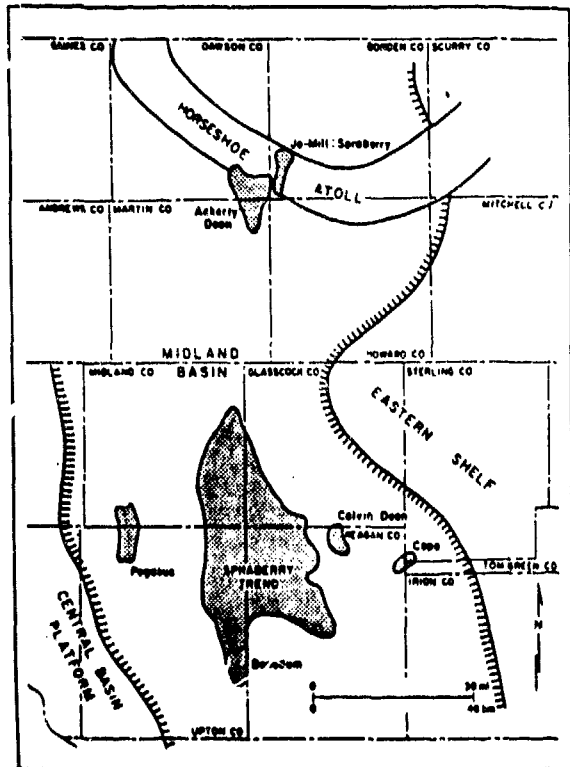 GAINES CO DAWSON CO BORDEN CO SCURRY CO
HORSESHOE
Jo-Mill: Spraberry
ATOLL
ANDREWS CO MARTIN CO MITCHELL CO
Ackerly
Dean
MIDLAND
BASIN
HOWARD CO
MIDLAND CO GLASSCOCK CO STERLING CO
EASTERN SHELF
Calvin Dean
REAGAN CO
Cope
Pegasus
SPRABERRY
TREND
TOM GREEN CO
IRION CO
CENTRAL BASIN
PLATFORM
Benedum
N
0 30 mi
0 40 km
UPTON CO